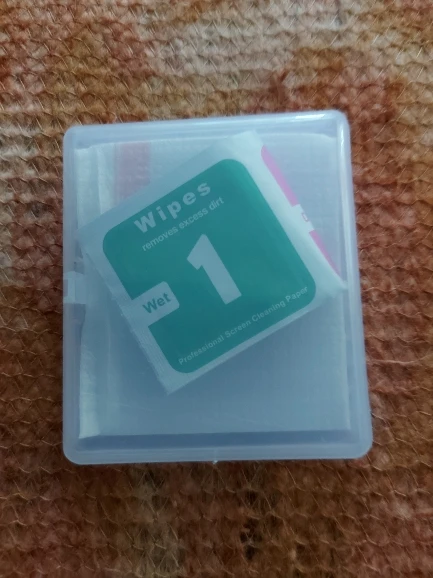 Wipes
removes excess dirt
1
Wet
Professional Screen Cleaning Paper